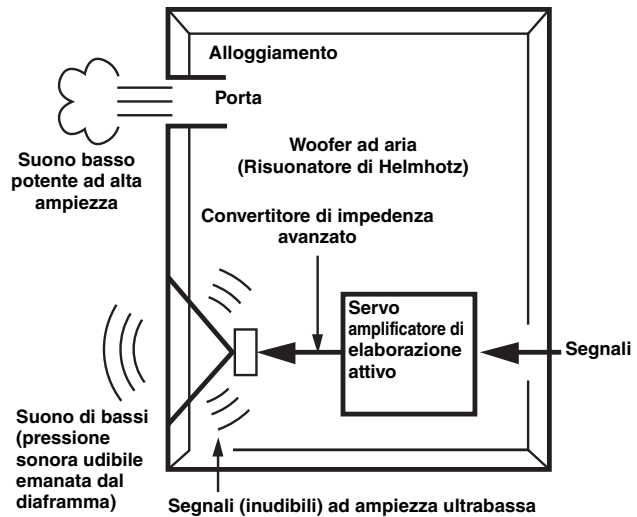 Alloggiamento
Porta
Suono basso
potente ad alta
ampiezza
Woofer ad aria
(Risuonatore di Helmhotz)
Convertitore di impedenza
avanzato
Servo
amplificatore di
elaborazione
attivo
Segnali
Suono di bassi
(pressione
sonora udibile
emanata dal
diaframma)
Segnali (inudibili) ad ampiezza ultrabassa